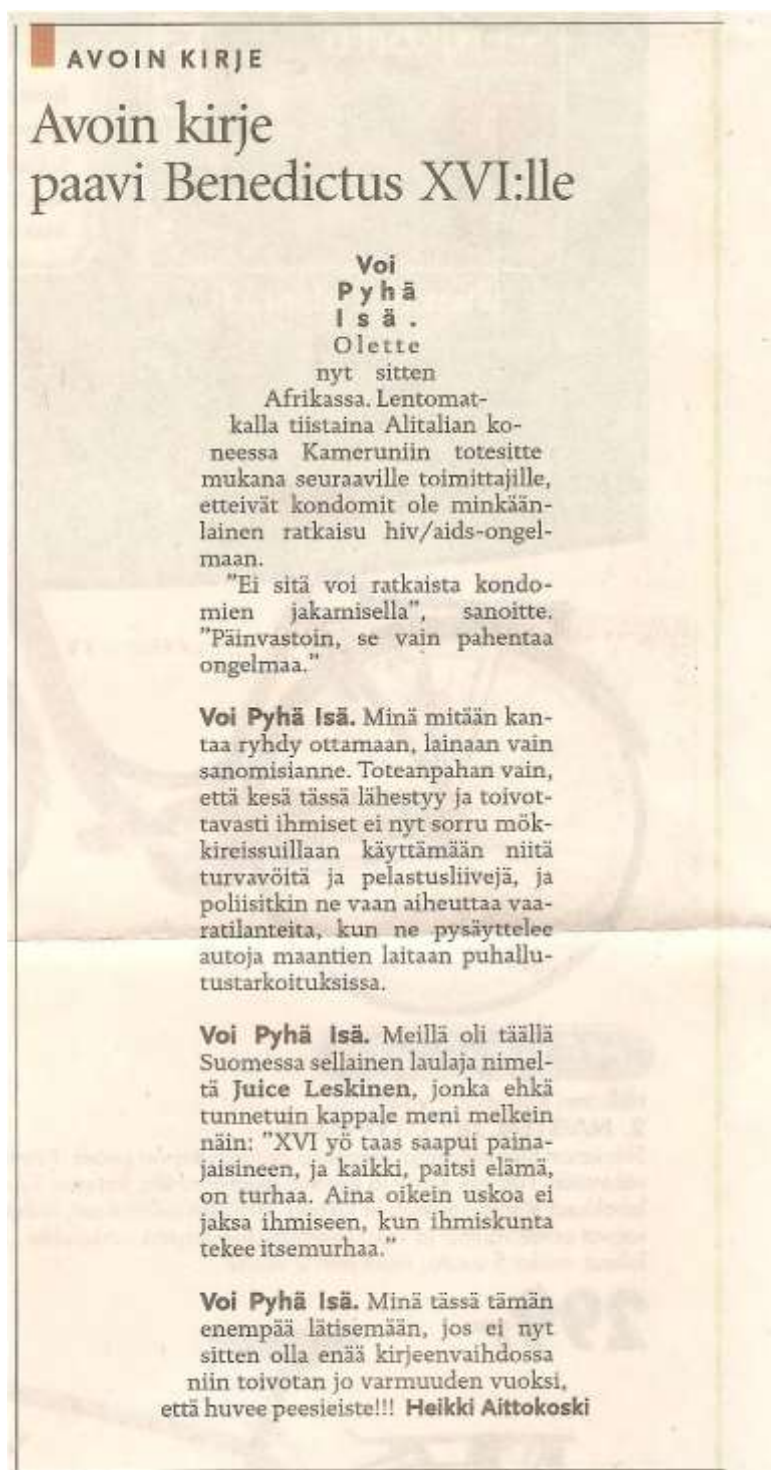 AVOIN KIRJE
Avoin kirje
paavi Benedictus XVI:lle
Voi
Pyhä
Isä.
Olette
nyt sitten
Afrikassa. Lentomat-
kalla tiistaina Alitalian ko-
neessa Kameruniin totesitte
mukana seuraaville toimittajille,
etteivät kondomit ole minkään-
lainen ratkaisu hiv/aids-ongel-
maan.
"Ei sitä voi ratkaista kondo-
mien jakamisella", sanoitte.
"Päinvastoin, se vain pahentaa
ongelmaa."
Voi Pyhä Isä. Minä mitään kan-
taa ryhdy ottamaan, lainaan vain
sanomisianne. Toteanpahan vain,
että kesä tässä lähestyy ja toivot-
tavasti ihmiset ei nyt sorru mök-
kireissuillaan käyttämään niitä
turvavöitä ja pelastusliivejä, ja
poliisitkin ne vaan aiheuttaa vaa-
ratilanteita, kun ne pysäyttelee
autoja maantien laitaan puhallu-
tustarkoituksissa.
Voi Pyhä Isä. Meillä oli täällä
Suomessa sellainen laulaja nimel-
tä Juice Leskinen, jonka ehkä
tunnetuin kappale meni melkein
näin: "XVI yö taas saapui paina-
jaisineen, ja kaikki, paitsi elämä,
on turhaa. Aina oikein uskoa ei
jaksa ihmiseen, kun ihmiskunta
tekee itsemurhaa."
Voi Pyhä Isä. Minä tässä tämän
enempää lätisemään, jos ei nyt
sitten olla enää kirjeenvaihdossa
niin toivotan jo varmuuden vuoksi,
että huvee peesieiste!!! Heikki Aittokoski